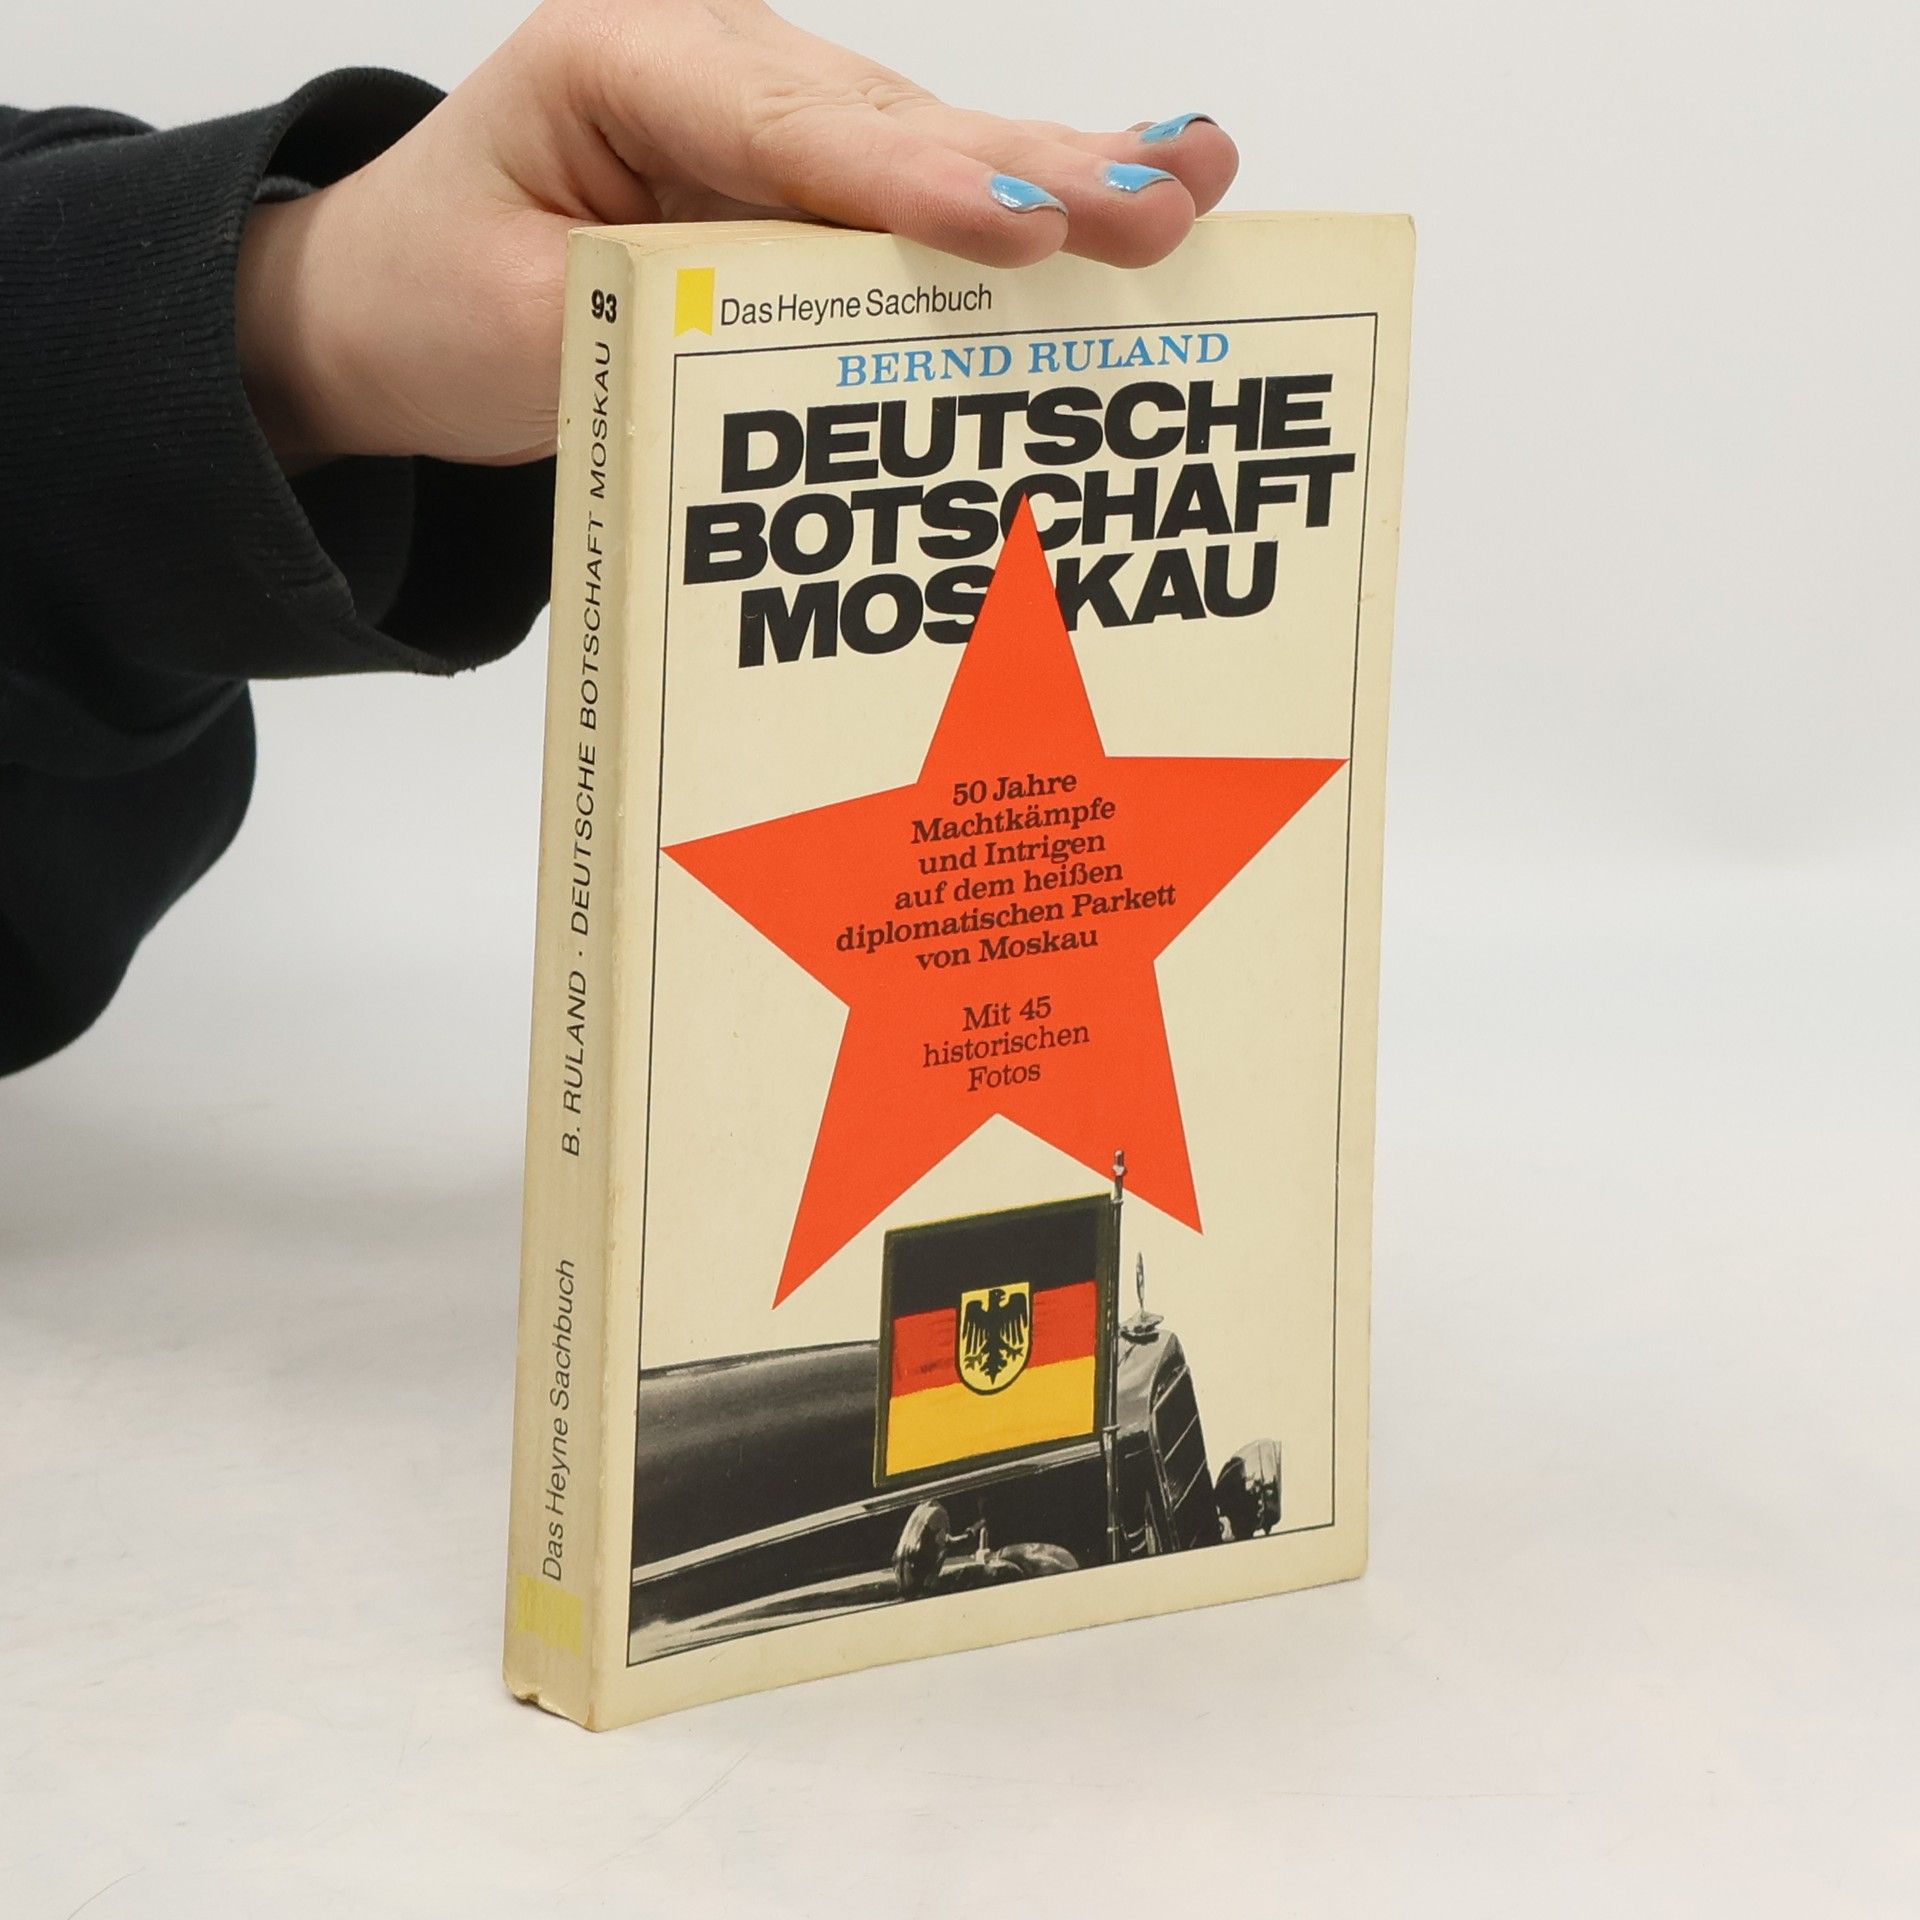 Das Heyne Sachbuch
BERND RULAND
DEUTSCHE
BOTSCHAFT
MOSKAU
50 Jahre
Machtkämpfe
und Intrigen
auf dem heißen
diplomatischen Parkett
von Moskau
Mit 45
historischen
Fotos
93
B. RULAND · DEUTSCHE BOTSCHAFT MOSKAU
Das Heyne Sachbuch